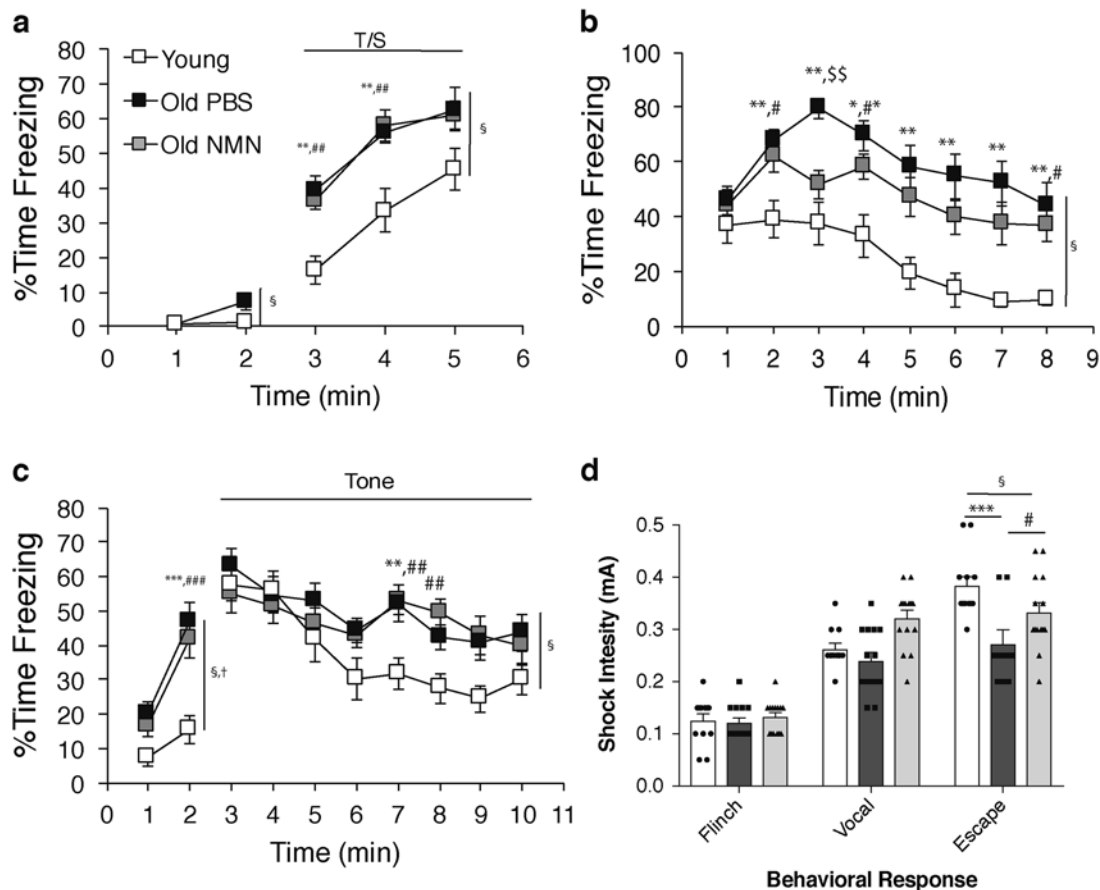 a
T/S
80
70
60
50
40
30
20
10
0
%Time Freezing
Young
Old PBS
Old NMN
**,##
**,##
§
§
0 1 2 3 4 5 6
Time (min)
b
100
80
60
40
20
0
%Time Freezing
**,#
**,$$
*,#*
**
**
**
**,#
§
0 1 2 3 4 5 6 7 8 9
Time (min)
c
Tone
80
70
60
50
40
30
20
10
0
%Time Freezing
***,###
§,†
**,##
##
§
0 1 2 3 4 5 6 7 8 9 10 11
Time (min)
d
0.5
0.4
0.3
0.2
0.1
0.0
Shock Intesity (mA)
§
***
#
Flinch
Vocal
Escape
Behavioral Response